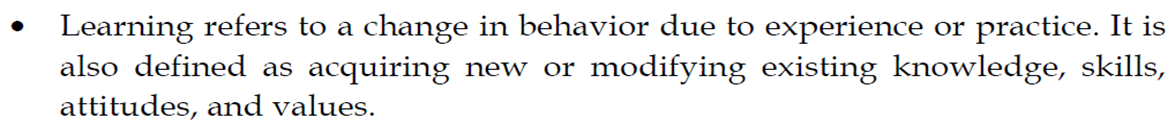 • Learning refers to a change in behavior due to experience or practice. It is
also defined as acquiring new or modifying existing knowledge, skills,
attitudes, and values.